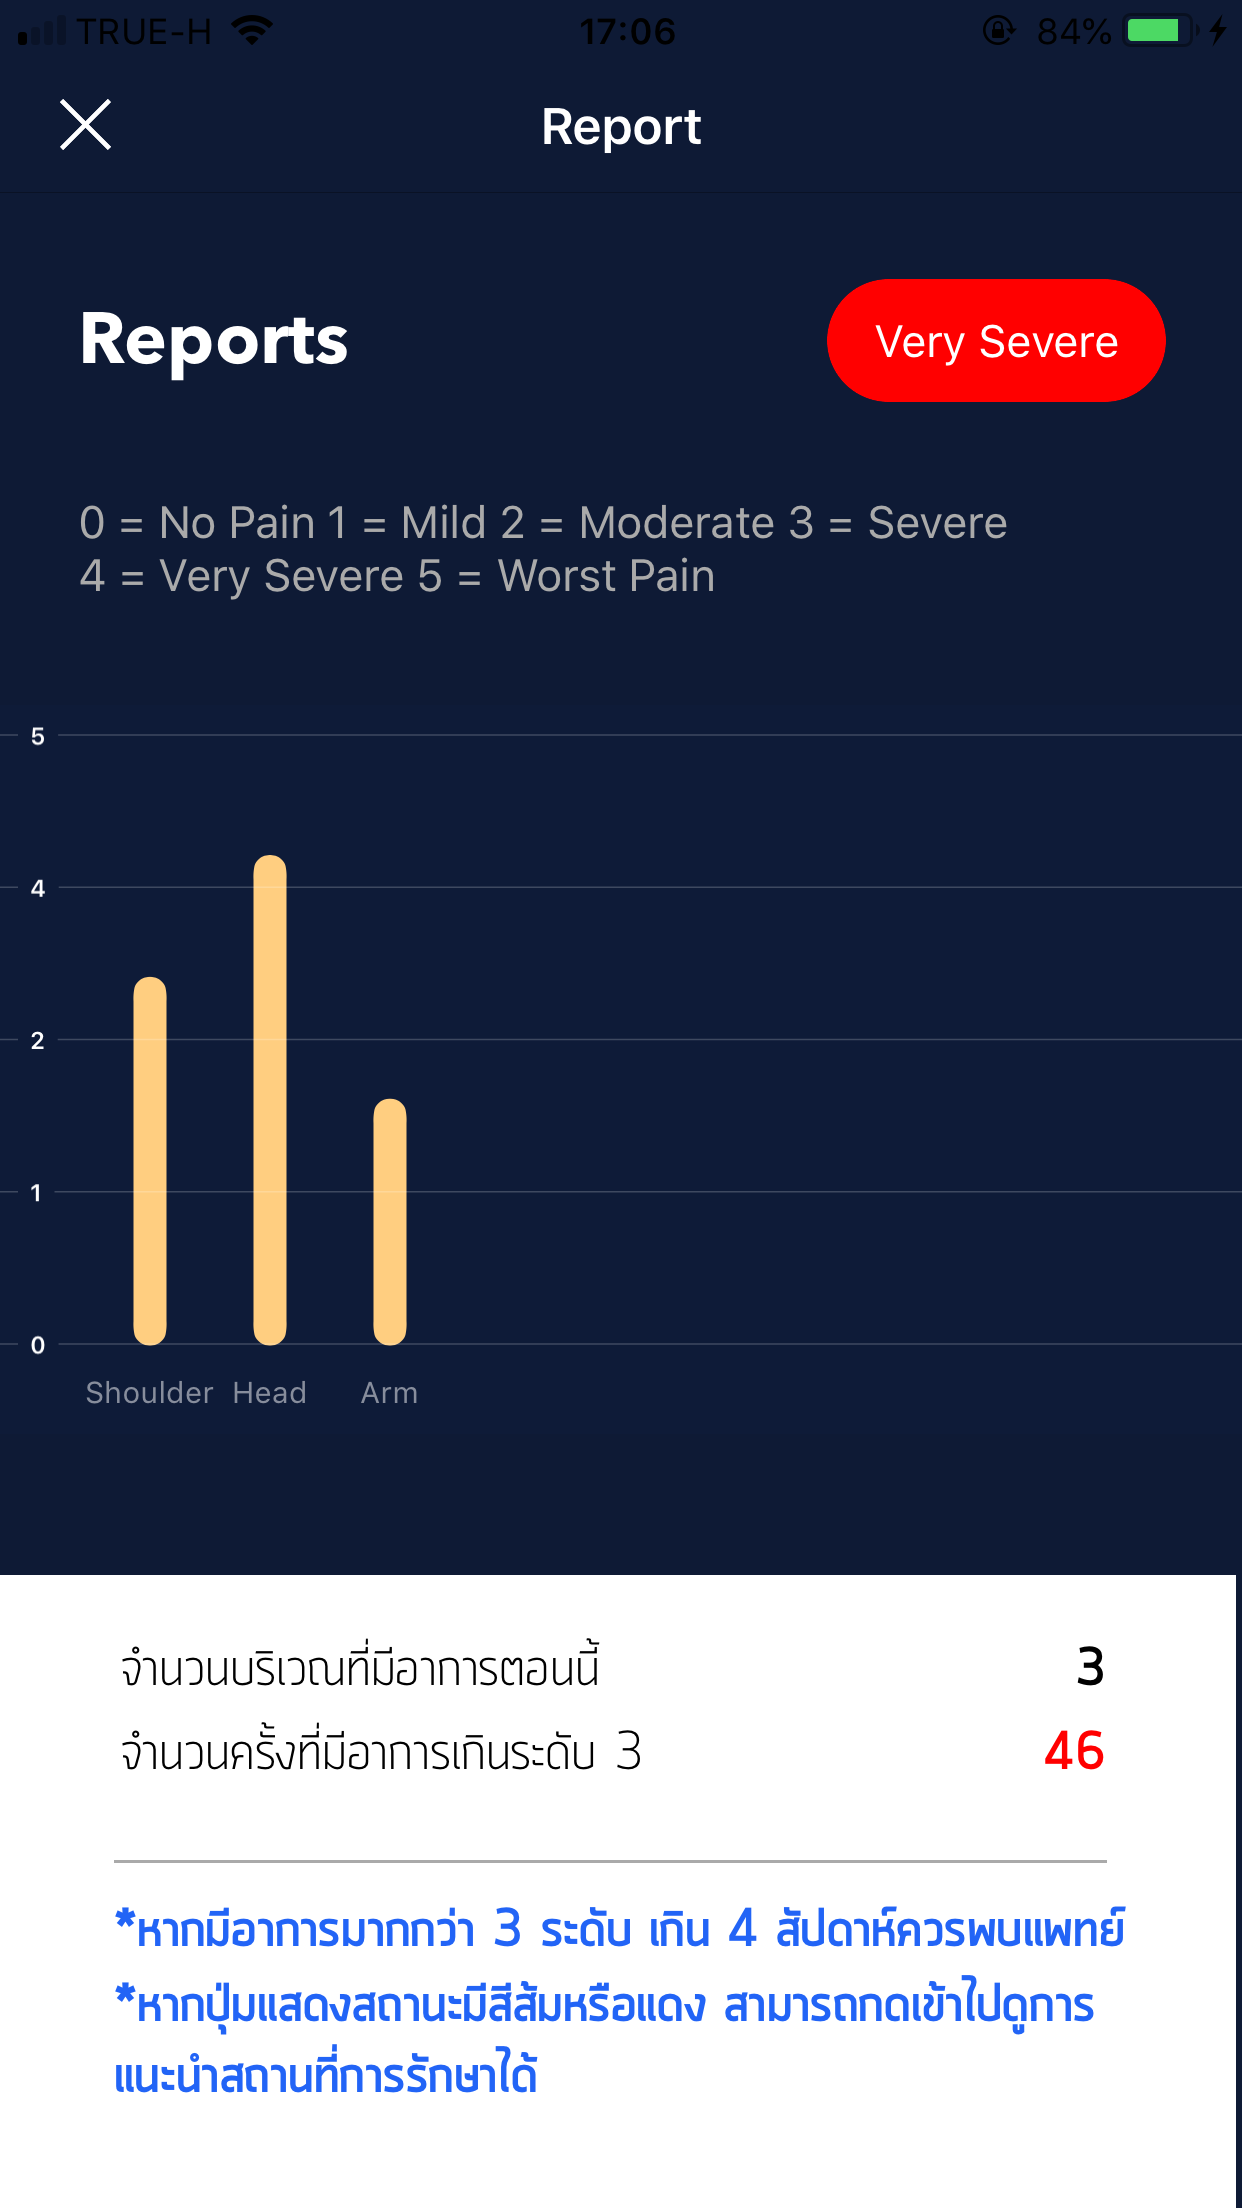 TRUE-H 17:06 84%
Report
Reports
Very Severe
0 = No Pain 1 = Mild 2 = Moderate 3 = Severe
4 = Very Severe 5 = Worst Pain
5
4
2
1
0
Shoulder Head Arm
จำนวนบริเวณที่มีอาการตอนนี้ 3
จำนวนครั้งที่มีอาการเกินระดับ 3 46
*หากมีอาการมากกว่า 3 ระดับ เกิน 4 สัปดาห์ควรพบแพทย์
*หากปุ่มแสดงสถานะมีสีส้มหรือแดง สามารถกดเข้าไปดูการ
แนะนำสถานที่การรักษาได้